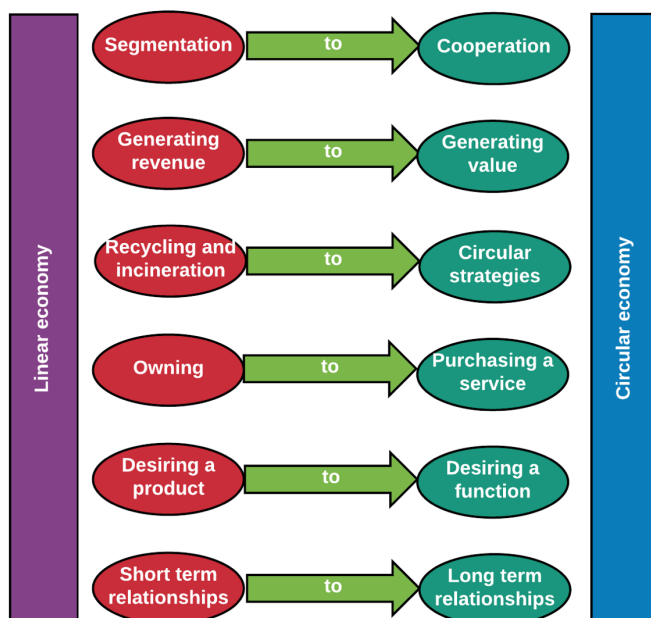 Linear economy
Segmentation
to
Cooperation
Generating
revenue
to
Generating
value
Recycling and
incineration
to
Circular
strategies
Owning
to
Purchasing a
service
Desiring a
product
to
Desiring a
function
Short term
relationships
to
Long term
relationships
Circular economy